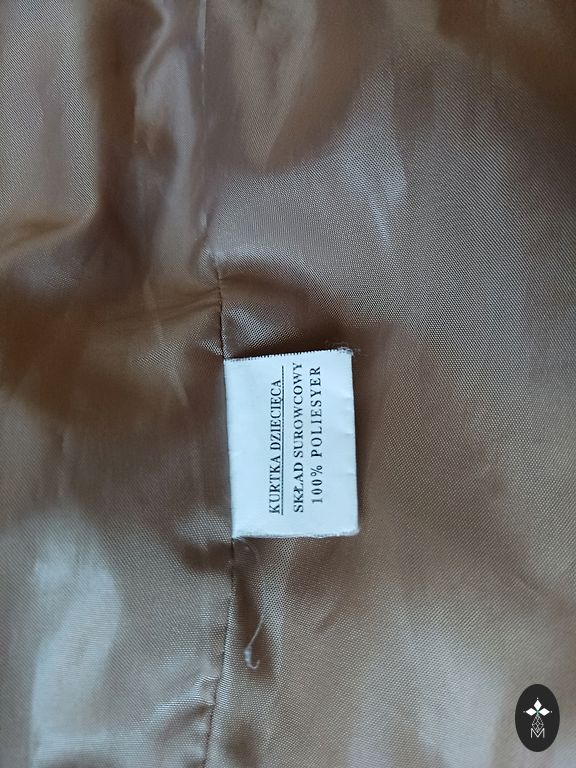 KURTKA DZIECIĘCA
SKŁAD SUROWCOWY
100% POLIESYER
M